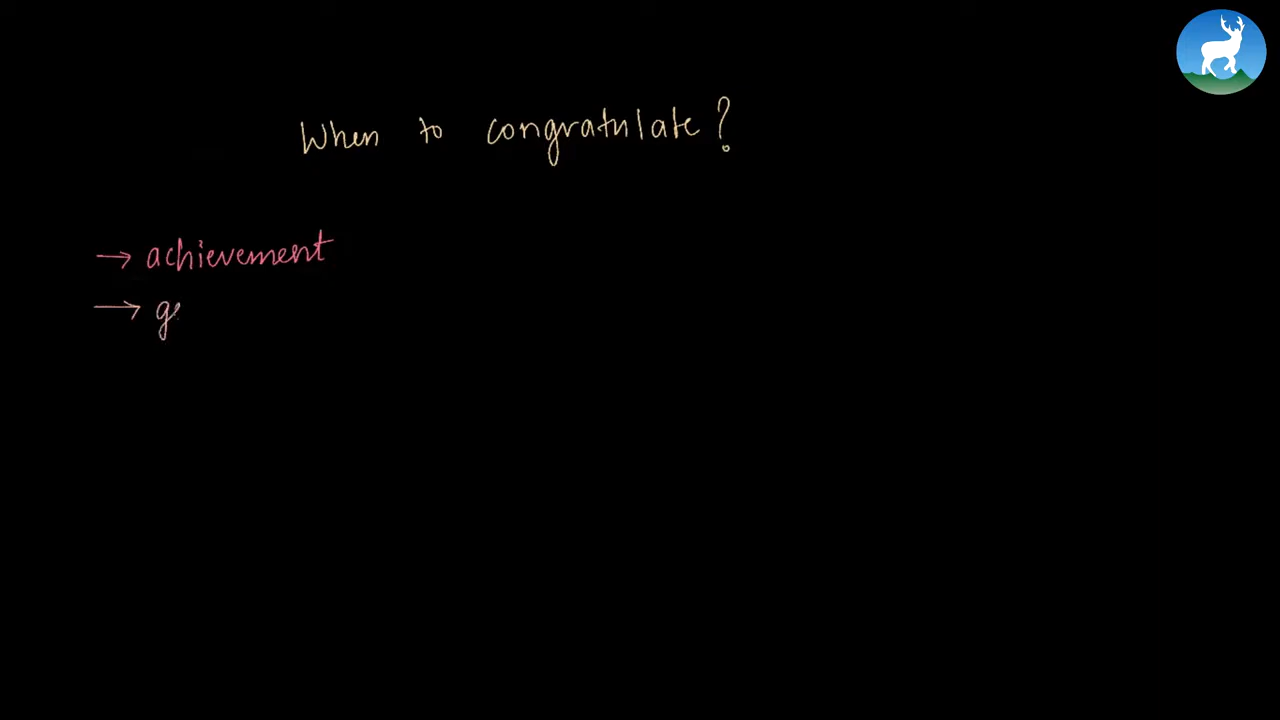 When to congratulate?
→ achievement
→ g